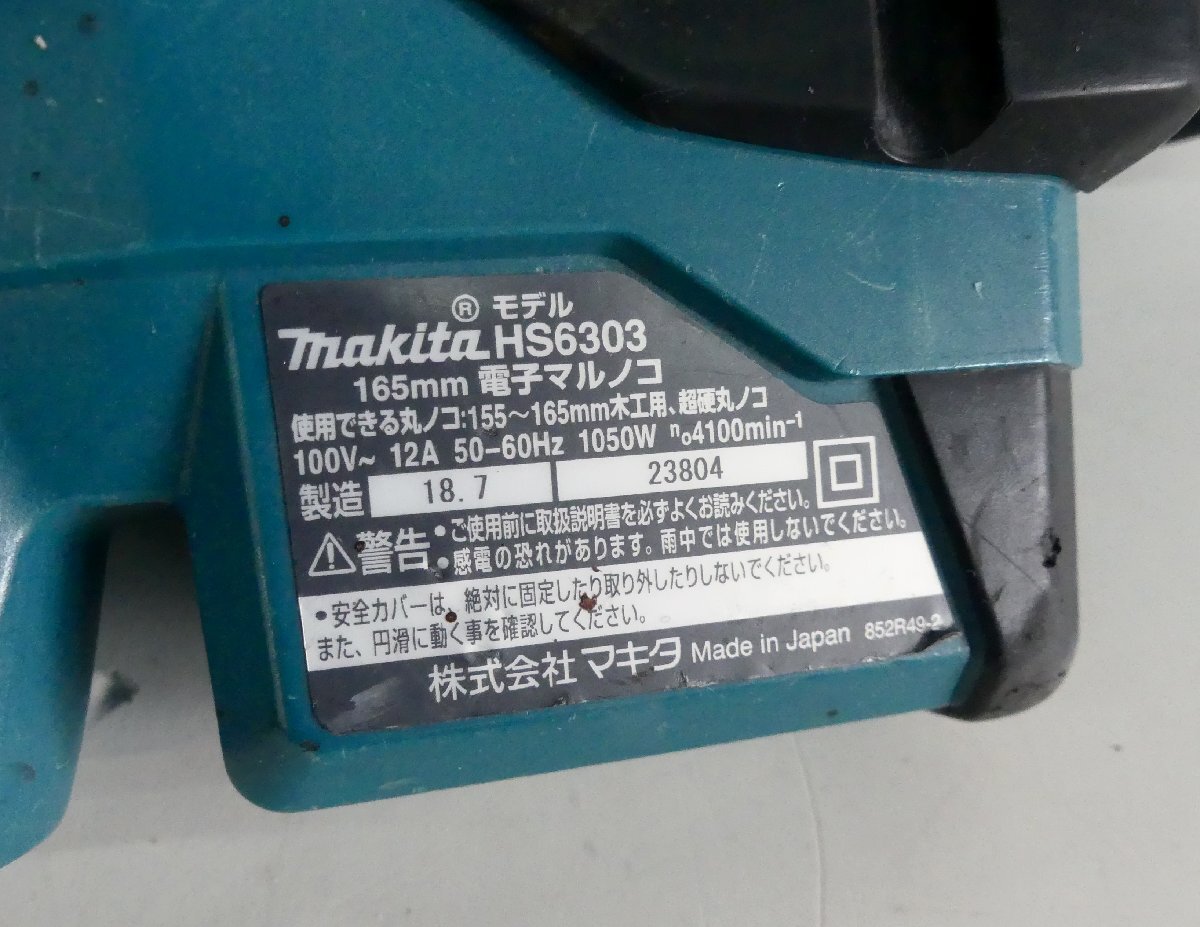 ® モデル
makita HS6303
165mm 電子マルノコ
使用できる丸ノコ:155～165mm木工用、超硬丸ノコ
100V~ 12A 50-60Hz 1050W n₀4100min⁻¹
製造 18.7 23804
警告 •ご使用前に取扱説明書を必ずよくお読みください。
•感電の恐れがあります。雨中では使用しないでください。
•安全カバーは、絶対に固定したり取り外したりしないでください。
また、円滑に動く事を確認してください。
株式会社 マキタ Made in Japan 852R49-2